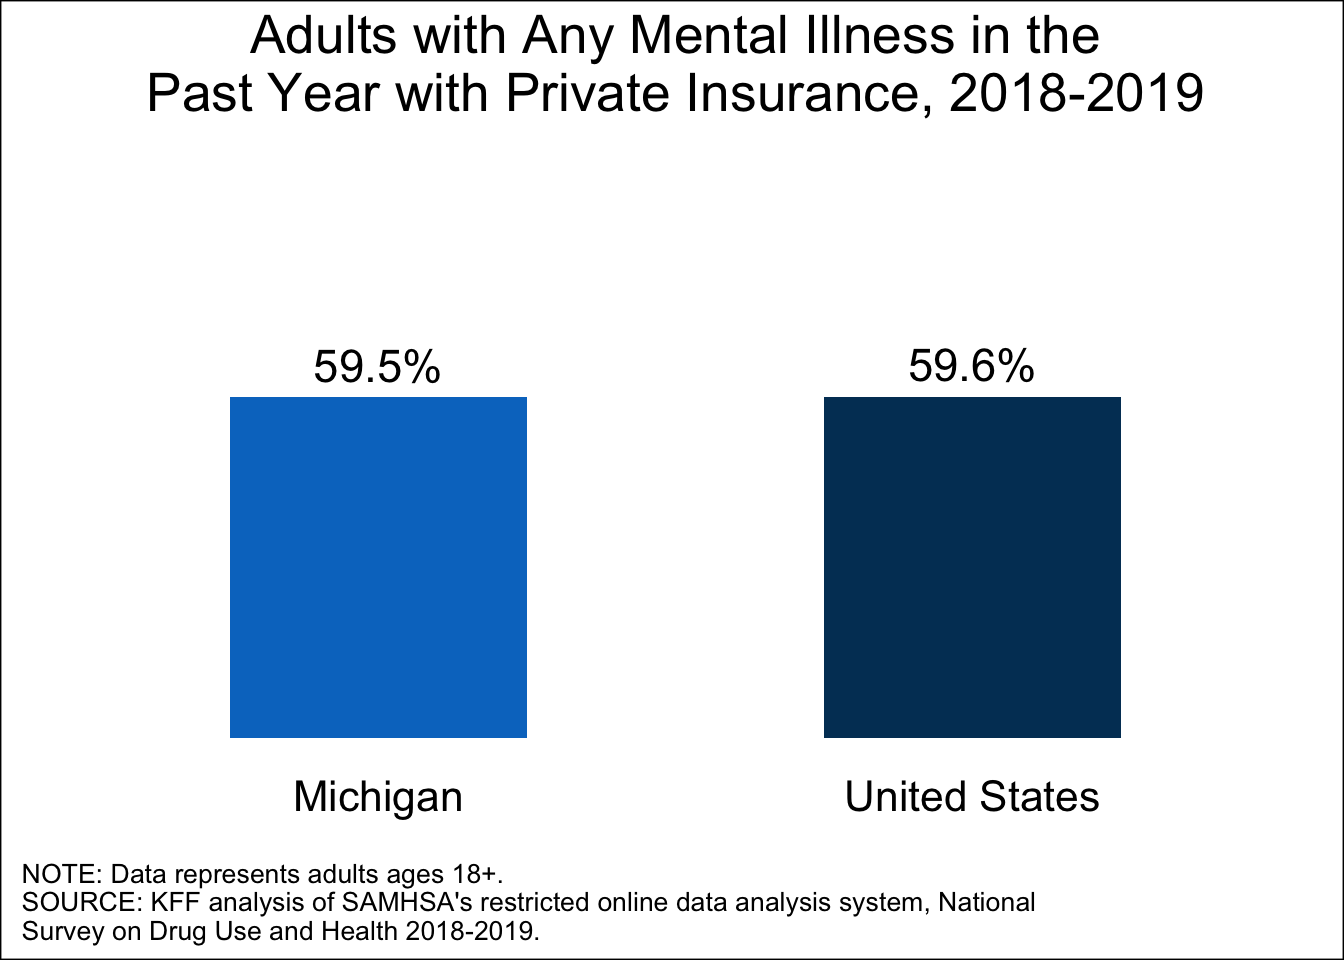 Adults with Any Mental Illness in the
Past Year with Private Insurance, 2018-2019
59.5%
59.6%
Michigan
United States
NOTE: Data represents adults ages 18+.
SOURCE: KFF analysis of SAMHSA's restricted online data analysis system, National
Survey on Drug Use and Health 2018-2019.